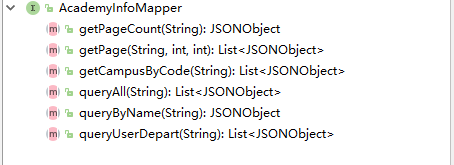 AcademyInfoMapper
getPageCount(String): JSONObject
getPage(String, int, int): List<JSONObject>
getCampusByCode(String): List<JSONObject>
queryAll(String): List<JSONObject>
queryByName(String): JSONObject
queryUserDepart(String): List<JSONObject>